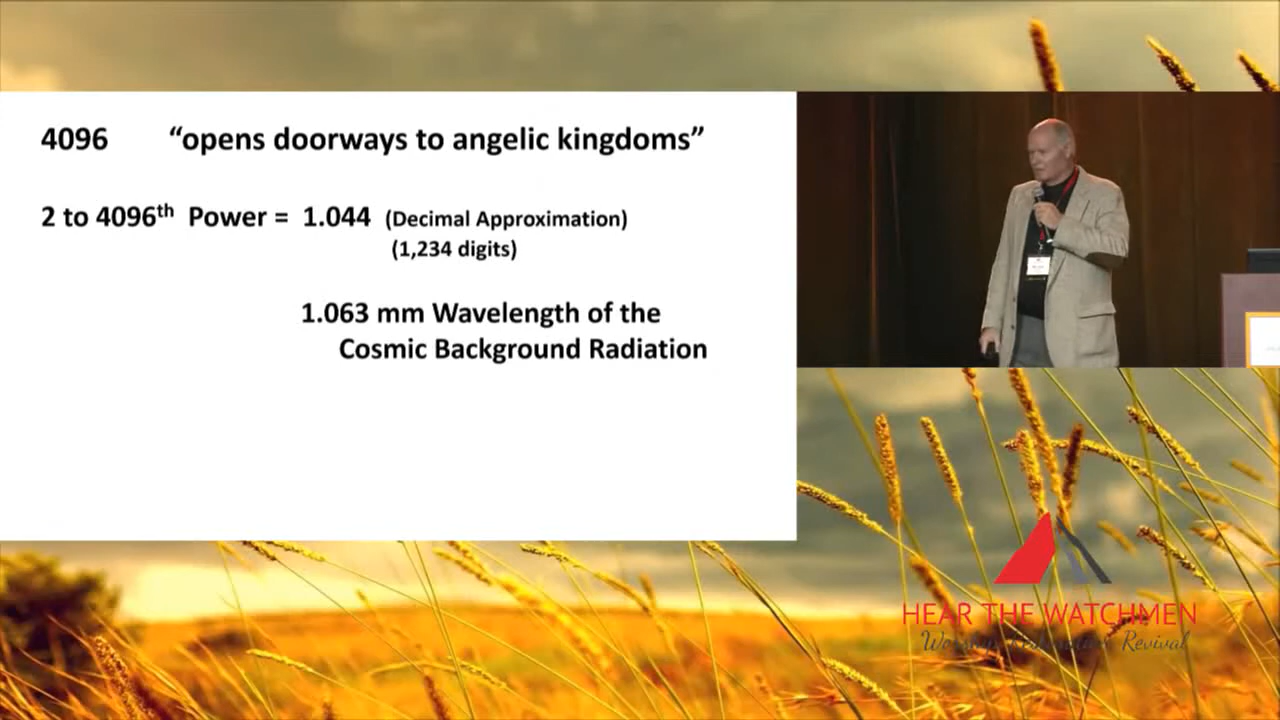 4096 “opens doorways to angelic kingdoms”
2 to 4096th Power = 1.044 (Decimal Approximation)
(1,234 digits)
1.063 mm Wavelength of the
Cosmic Background Radiation
HEAR THE WATCHMEN
Revival